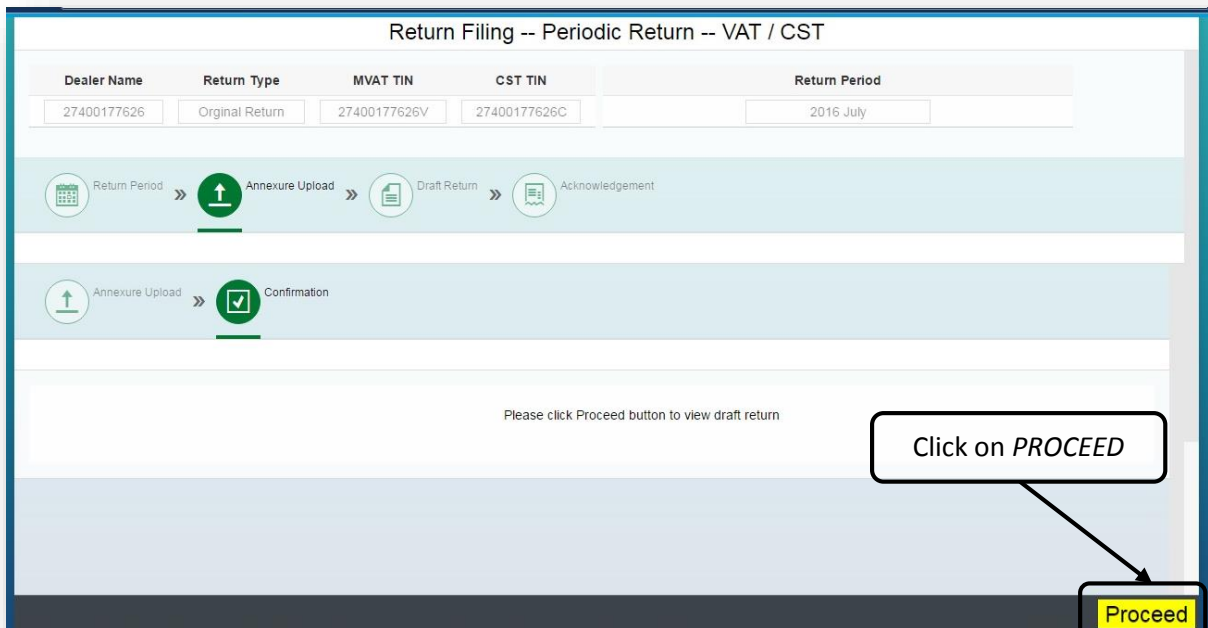 Return Filing -- Periodic Return -- VAT / CST
Dealer Name Return Type MVAT TIN CST TIN Return Period
27400177626 Orginal Return 27400177626V 27400177626C 2016 July
Return Period » Annexure Upload » Draft Return » Acknowledgement
Annexure Upload » Confirmation
Please click Proceed button to view draft return
Click on PROCEED
Proceed